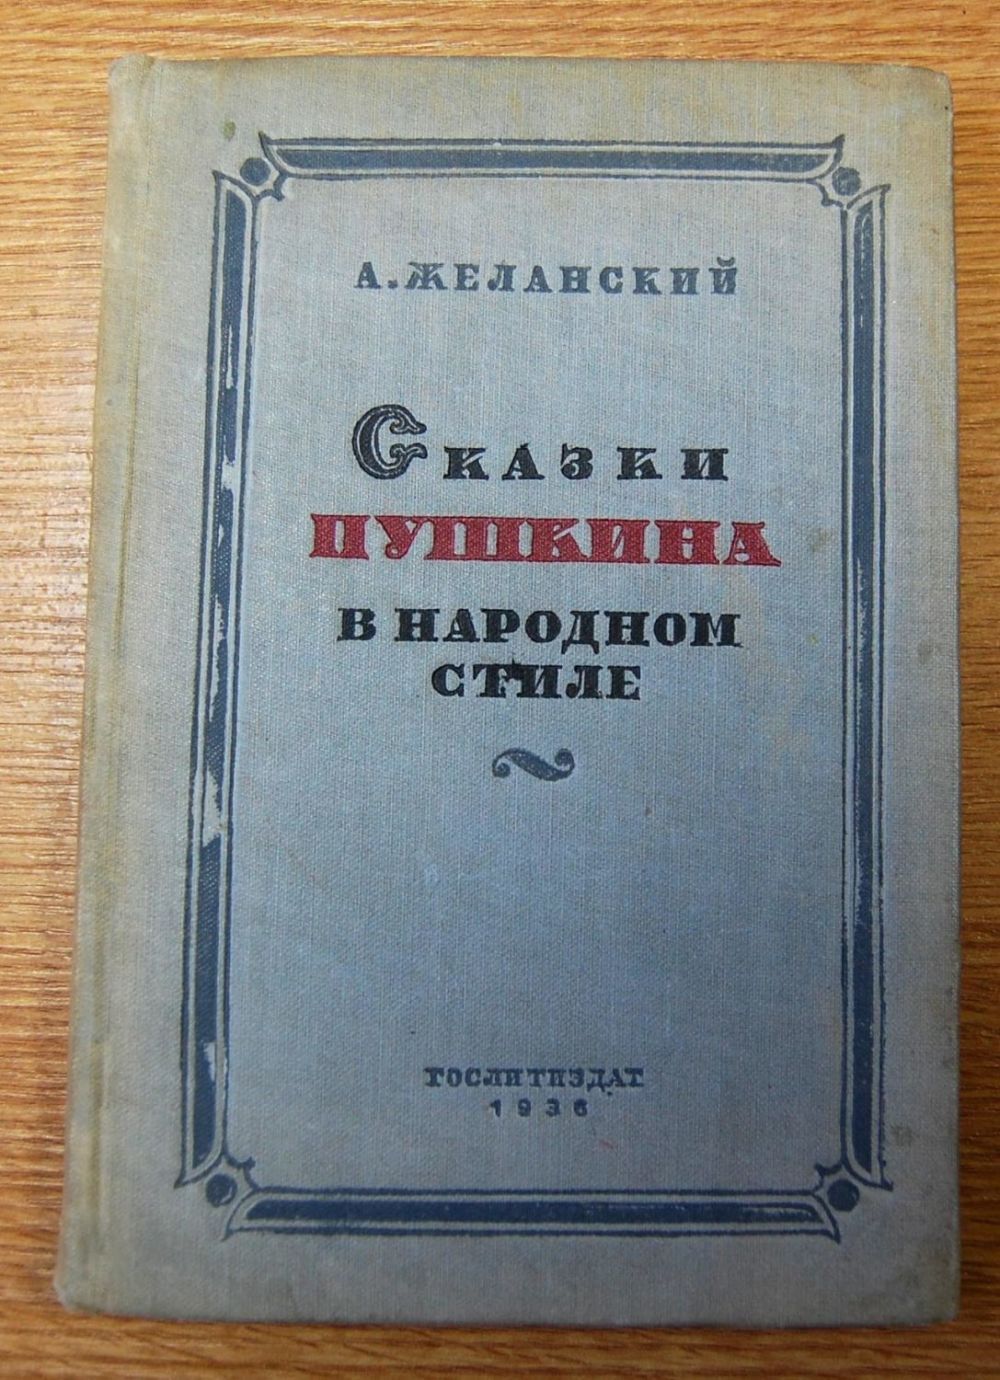 А. ЖЕЛАНСКИЙ
СКАЗКИ
ПУШКИНА
В НАРОДНОМ
СТИЛЕ
ГОСЛИТИЗДАТ
1936